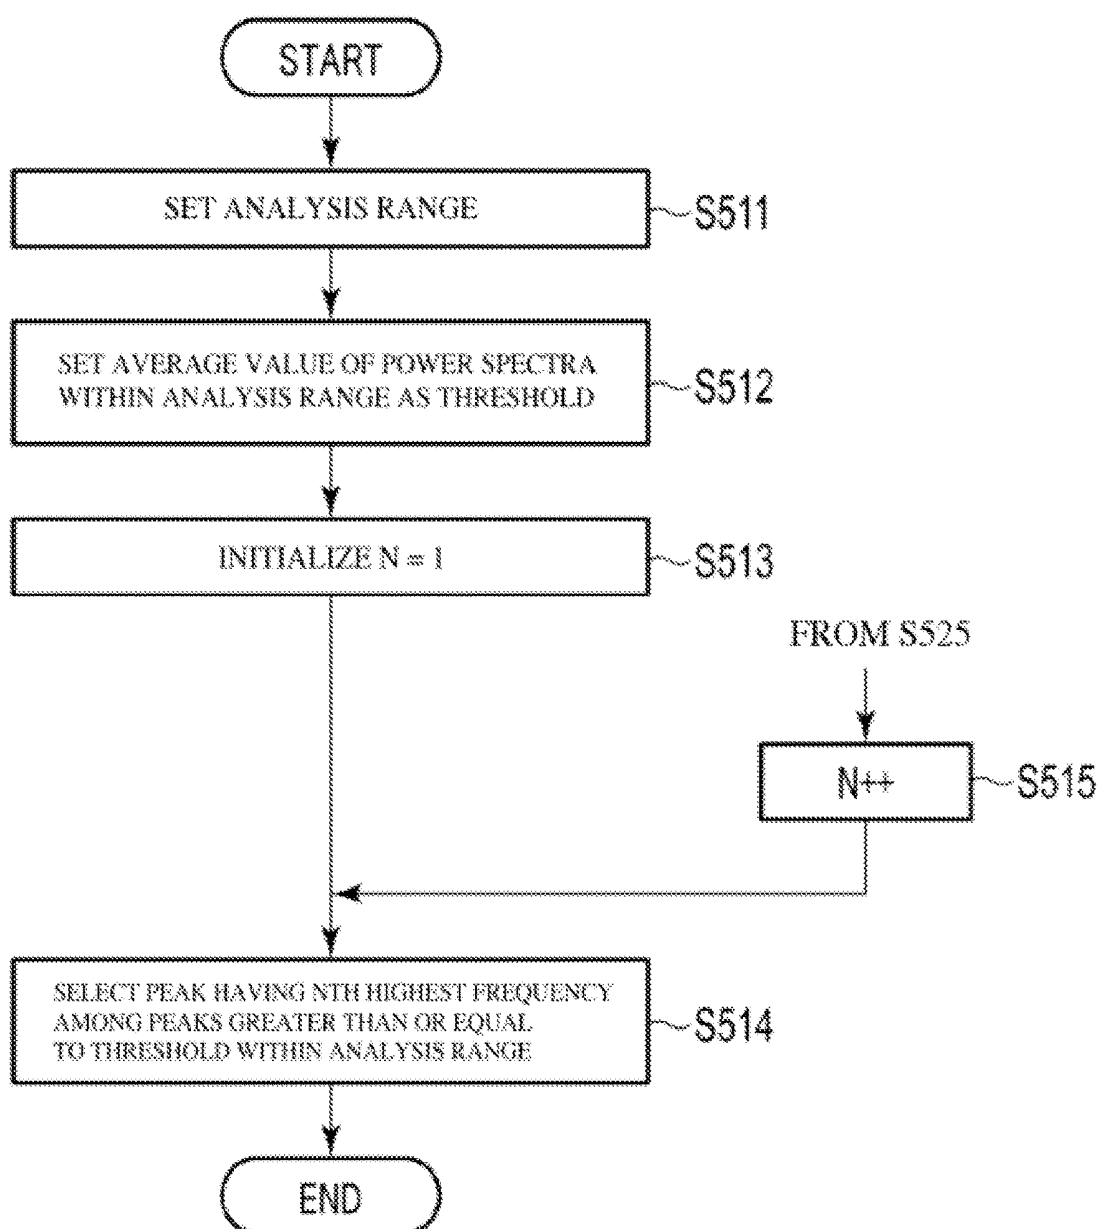 START
SET ANALYSIS RANGE
S511
SET AVERAGE VALUE OF POWER SPECTRA
WITHIN ANALYSIS RANGE AS THRESHOLD
S512
INITIALIZE N = 1
S513
FROM S525
N++
S515
SELECT PEAK HAVING NTH HIGHEST FREQUENCY
AMONG PEAKS GREATER THAN OR EQUAL
TO THRESHOLD WITHIN ANALYSIS RANGE
S514
END